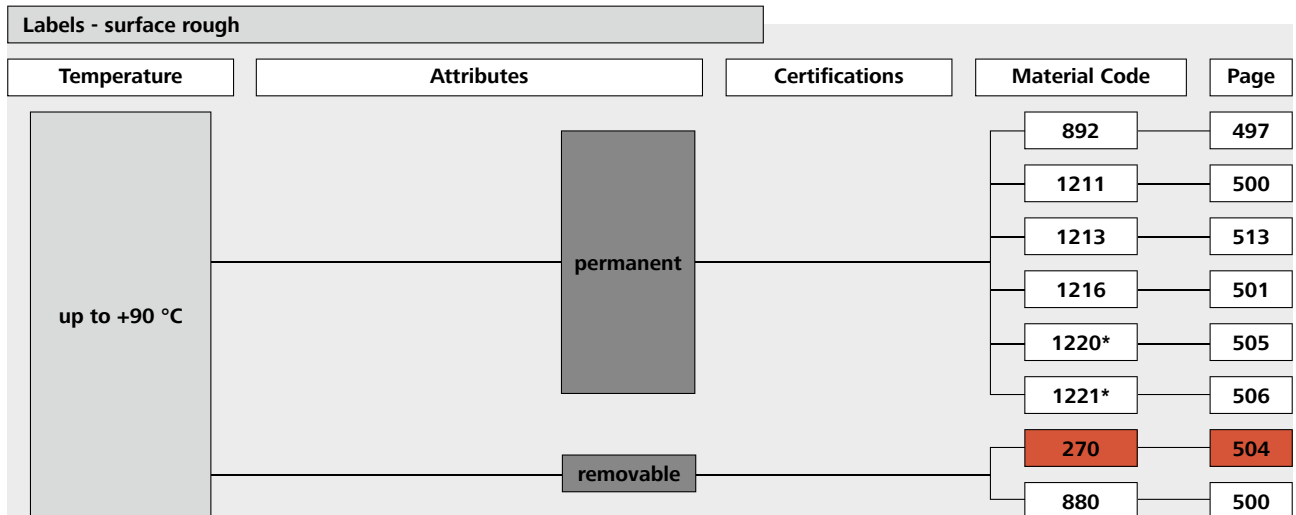 Labels - surface rough
Temperature Attributes Certifications Material Code Page
892 497
1211 500
1213 513
permanent
1216 501
up to +90 °C
1220* 505
1221* 506
270 504
removable
880 500